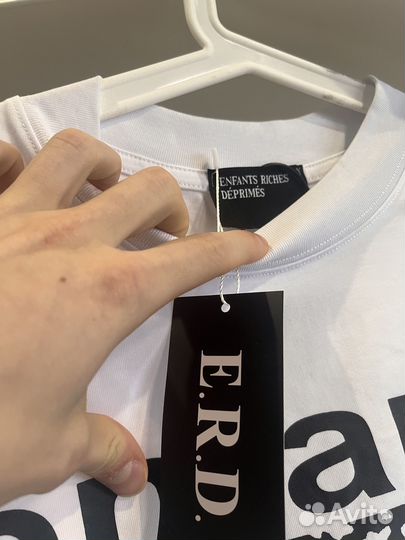 ENFANTS RICHES
DÉPRIMÉS
E.R.D.
Avito